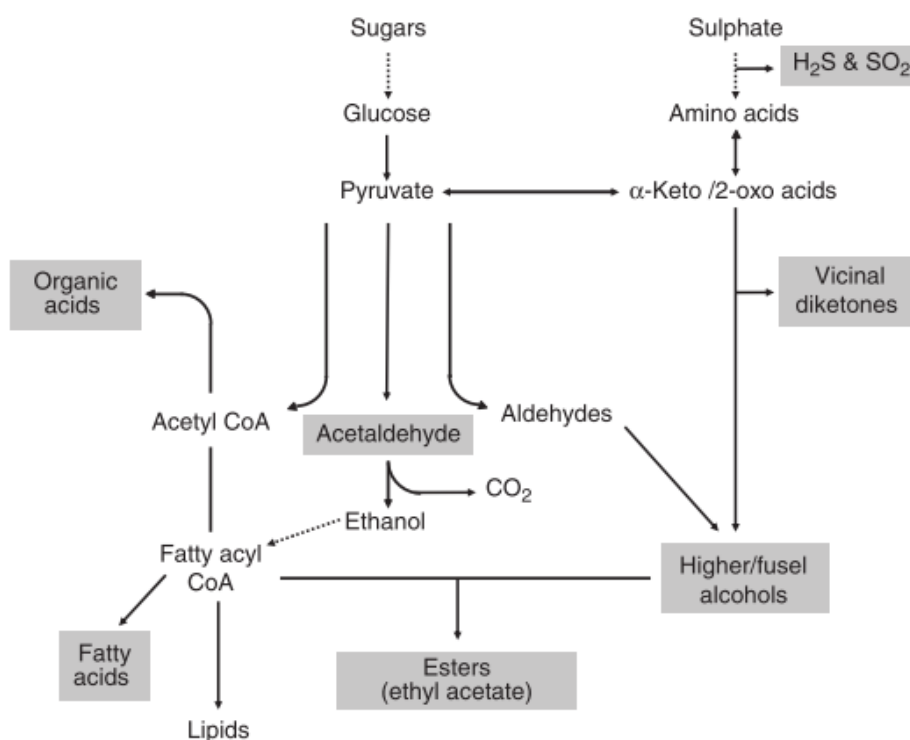 Sugars
Sulphate
H₂S & SO₂
Glucose
Amino acids
Pyruvate
α-Keto /2-oxo acids
Organic
acids
Vicinal
diketones
Acetyl CoA
Acetaldehyde
Aldehydes
CO₂
Ethanol
Fatty acyl
CoA
Higher/fusel
alcohols
Fatty
acids
Esters
(ethyl acetate)
Lipids